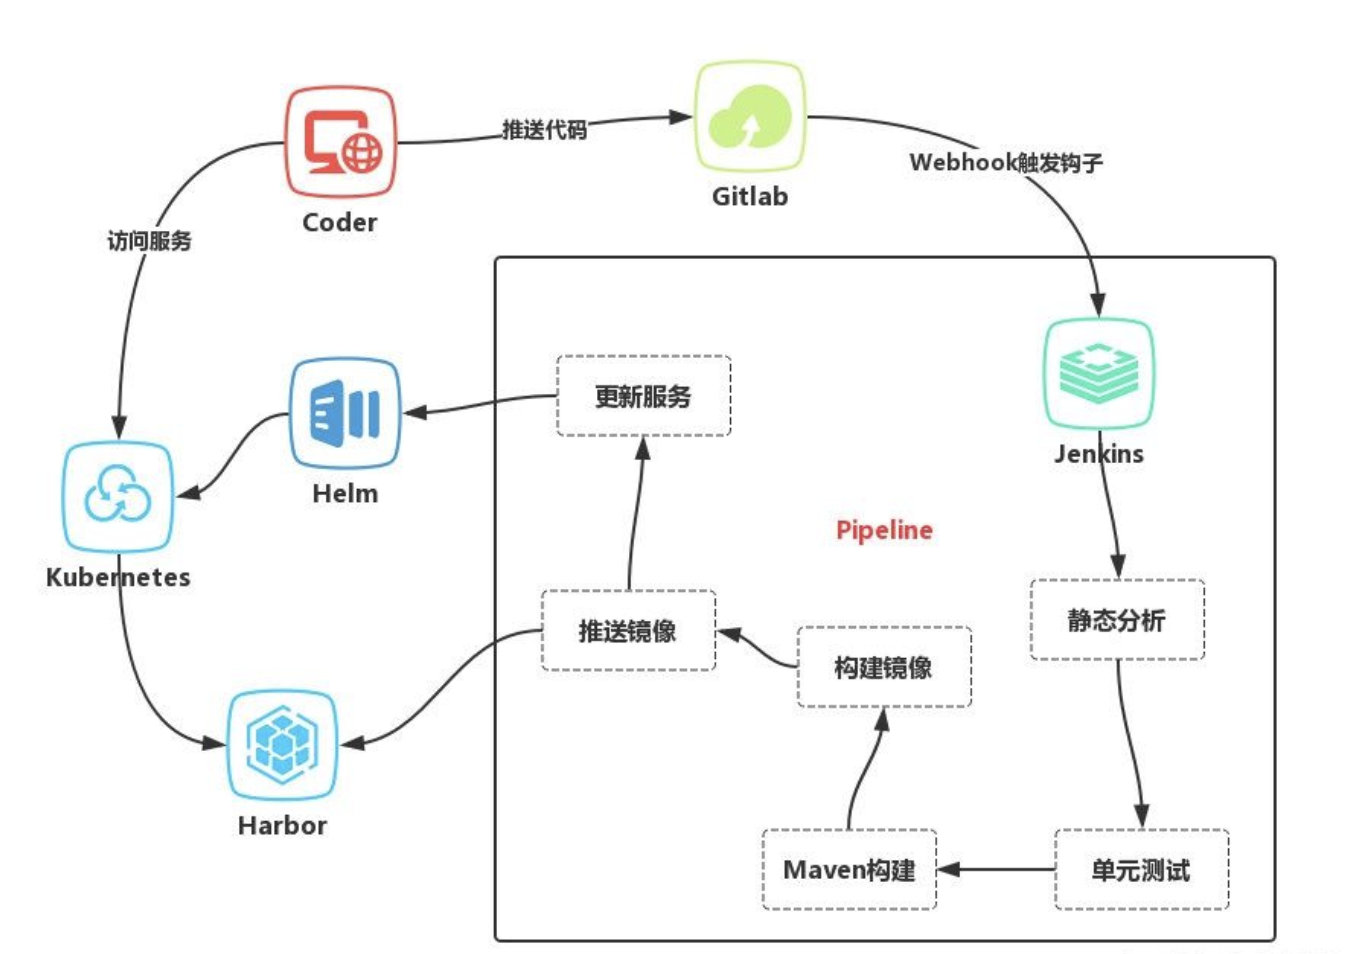 推送代码
Gitlab
Webhook触发钩子
Coder
访问服务
更新服务
Jenkins
Helm
Pipeline
Kubernetes
静态分析
推送镜像
构建镜像
Harbor
Maven构建
单元测试